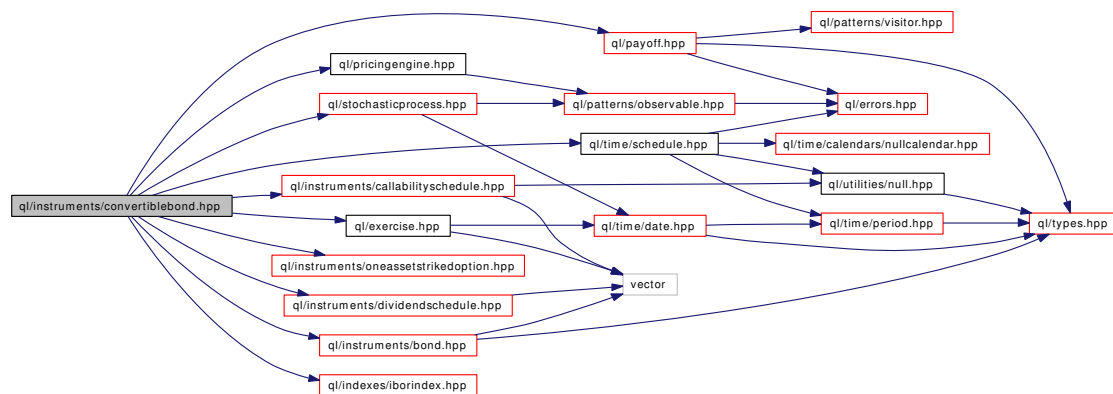 ql/patterns/visitor.hpp
ql/payoff.hpp
ql/pricingengine.hpp
ql/stochasticprocess.hpp
ql/patterns/observable.hpp
ql/errors.hpp
ql/time/schedule.hpp
ql/time/calendars/nullcalendar.hpp
ql/instruments/callabilityschedule.hpp
ql/utilities/null.hpp
ql/instruments/convertiblebond.hpp
ql/exercise.hpp
ql/time/date.hpp
ql/time/period.hpp
ql/types.hpp
ql/instruments/oneassetstrikedoption.hpp
vector
ql/instruments/dividendschedule.hpp
ql/instruments/bond.hpp
ql/indexes/iborindex.hpp